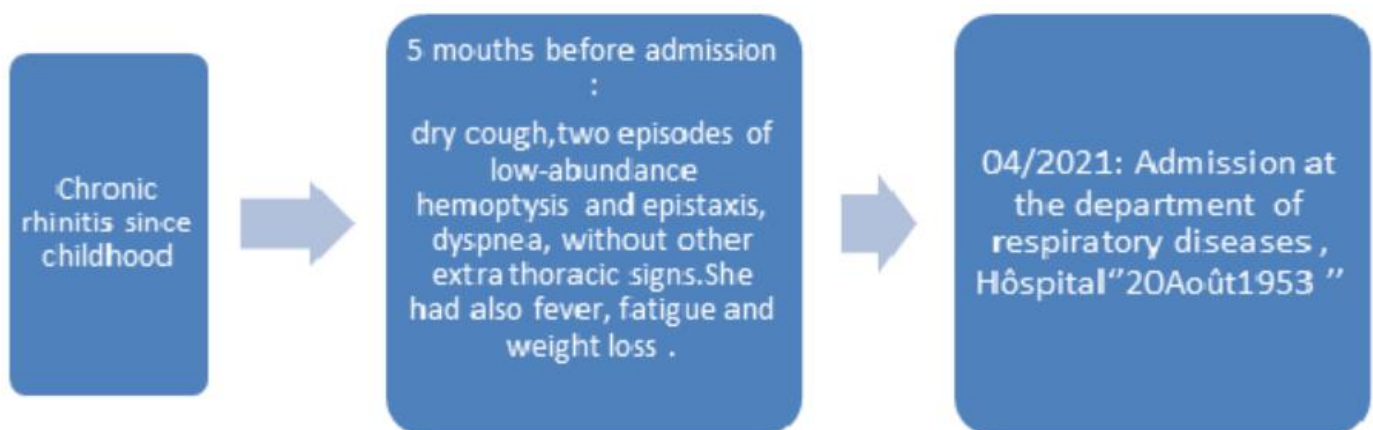 Chronic
rhinitis since
childhood
5 mouths before admission
:
dry cough,two episodes of
low-abundance
hemoptysis and epistaxis,
dyspnea, without other
extra thoracic signs.She
had also fever, fatigue and
weight loss .
04/2021: Admission at
the department of
respiratory diseases ,
Hôspital“20Août1953 ”